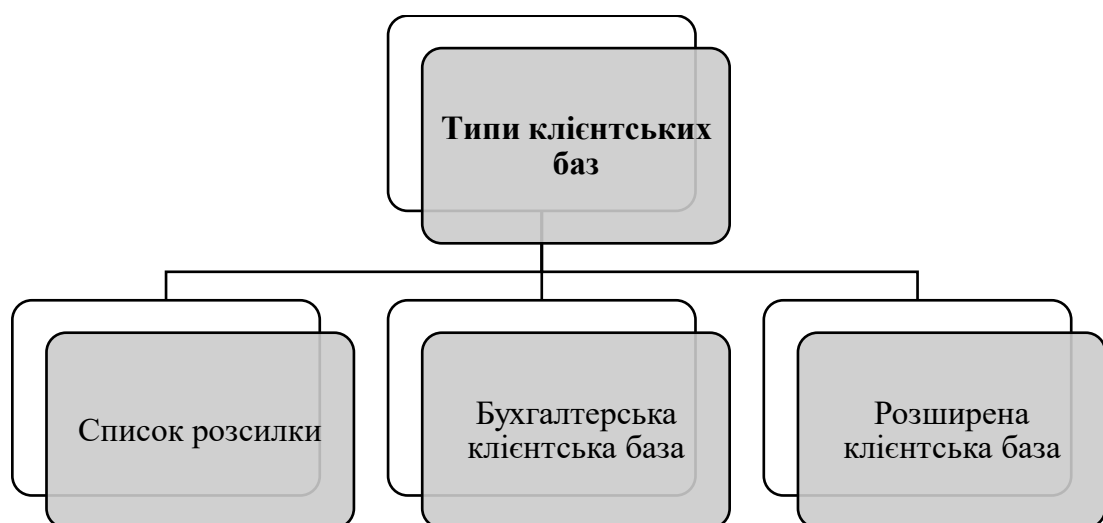 Типи клієнтських
баз
Список розсилки
Бухгалтерська
клієнтська база
Розширена
клієнтська база